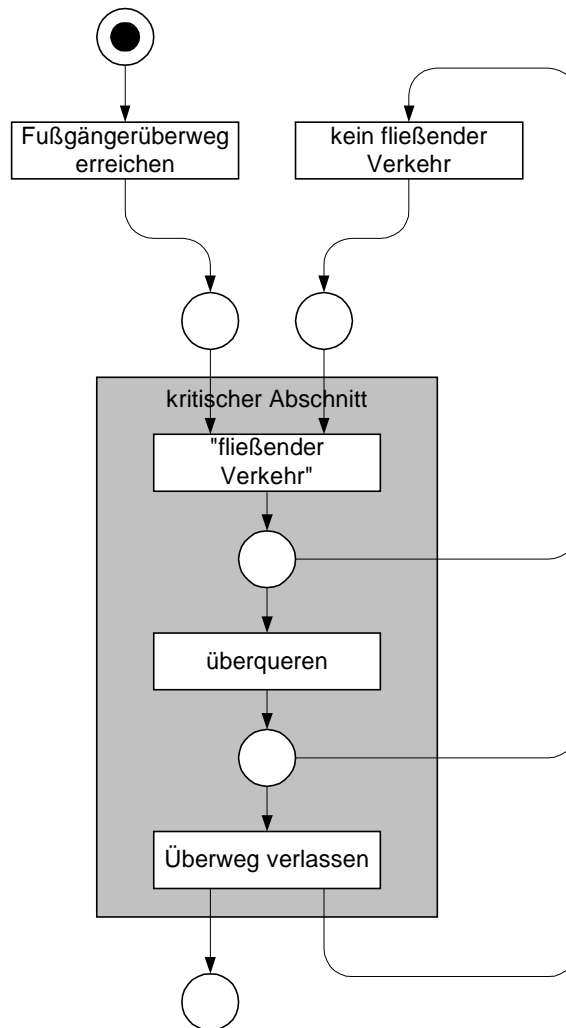 Fußgängerüberweg
erreichen
kein fließender
Verkehr
kritischer Abschnitt
"fließender
Verkehr"
überqueren
Überweg verlassen